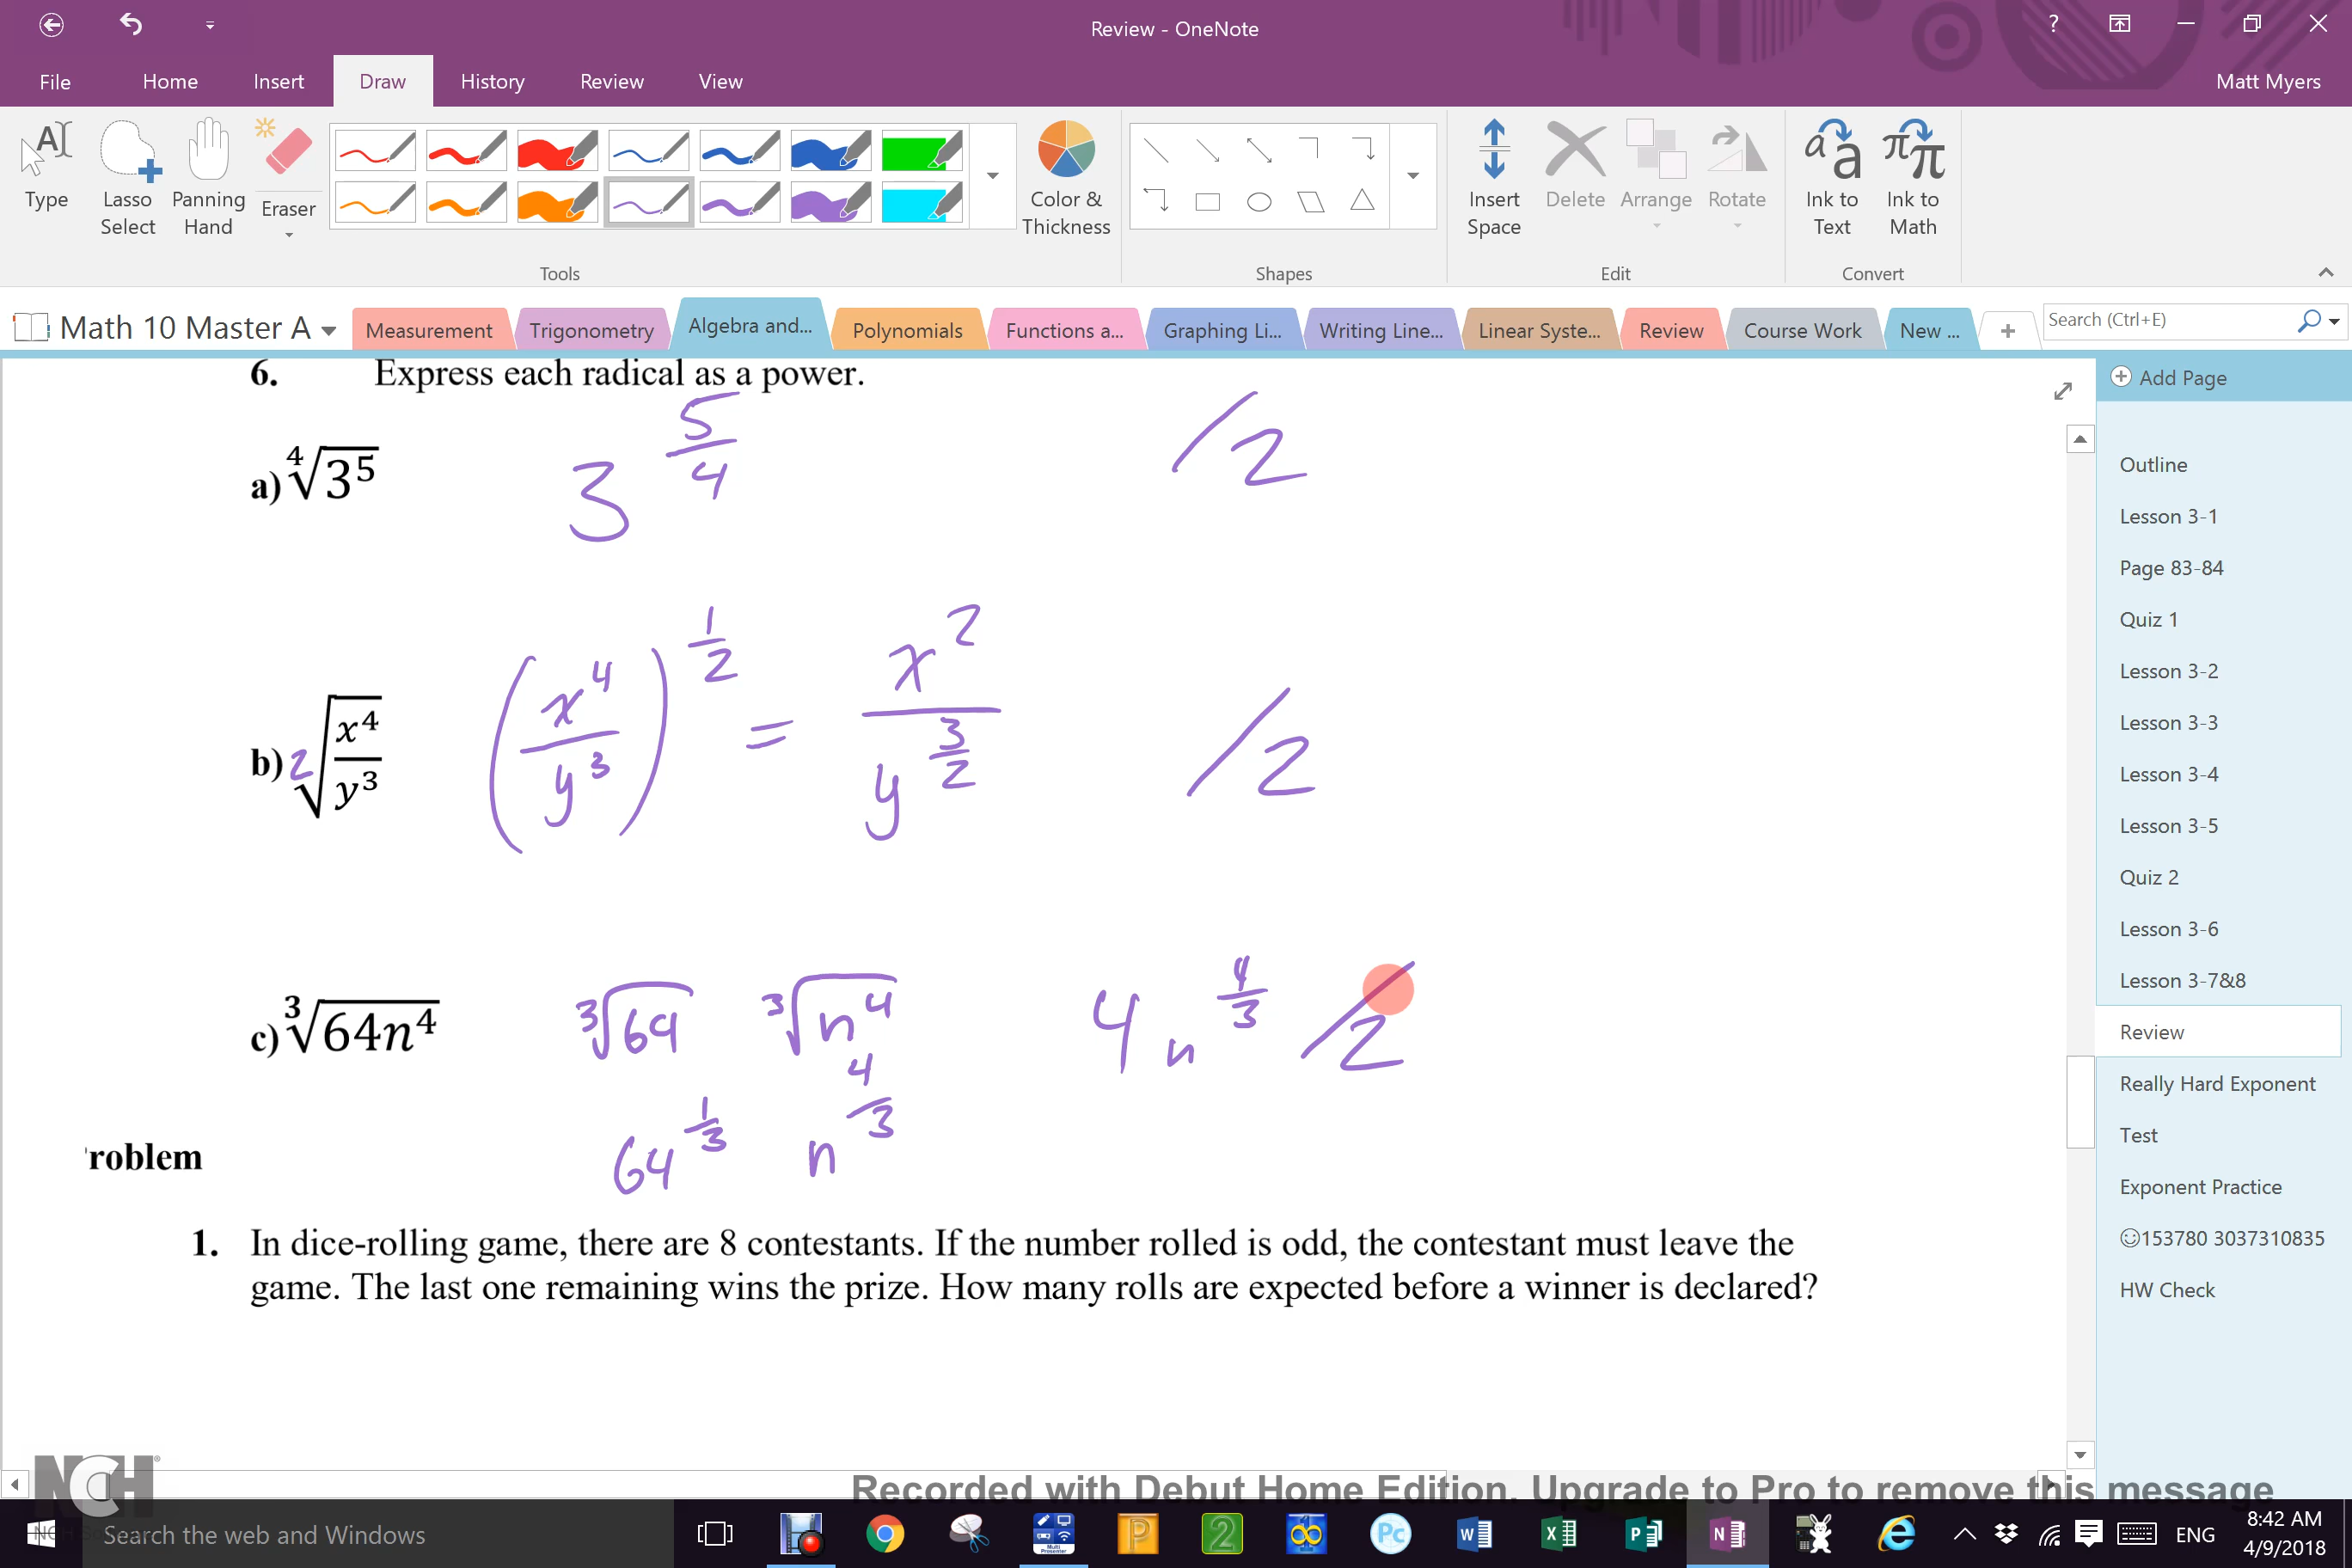 Review - OneNote
?
File
Home
Insert
Draw
History
Review
View
Matt Myers
Type
Lasso Select
Panning Hand
Eraser
Color & Thickness
Insert Space
Delete
Arrange
Rotate
Ink to Text
Ink to Math
Tools
Shapes
Edit
Convert
Math 10 Master A
Measurement
Trigonometry
Algebra and...
Polynomials
Functions a...
Graphing Li...
Writing Line...
Linear Syste...
Review
Course Work
New ...
Search (Ctrl+E)
6. Express each radical as a power.
a) ⁴√3⁵ 3^(5/4) /2
b) 2√(x⁴/y³) (x⁴/y³)^(1/2) = x²/y^(3/2) /2
c) ³√64n⁴ ³√64 ³√n⁴ 4n^(4/3) /2
64^(1/3) n^(4/3)
roblem
1. In dice-rolling game, there are 8 contestants. If the number rolled is odd, the contestant must leave the
game. The last one remaining wins the prize. How many rolls are expected before a winner is declared?
Add Page
Outline
Lesson 3-1
Page 83-84
Quiz 1
Lesson 3-2
Lesson 3-3
Lesson 3-4
Lesson 3-5
Quiz 2
Lesson 3-6
Lesson 3-7&8
Review
Really Hard Exponent
Test
Exponent Practice
☺153780 3037310835
HW Check
NCH
Recorded with Debut Home Edition. Upgrade to Pro to remove this message
Search the web and Windows
ENG
8:42 AM
4/9/2018